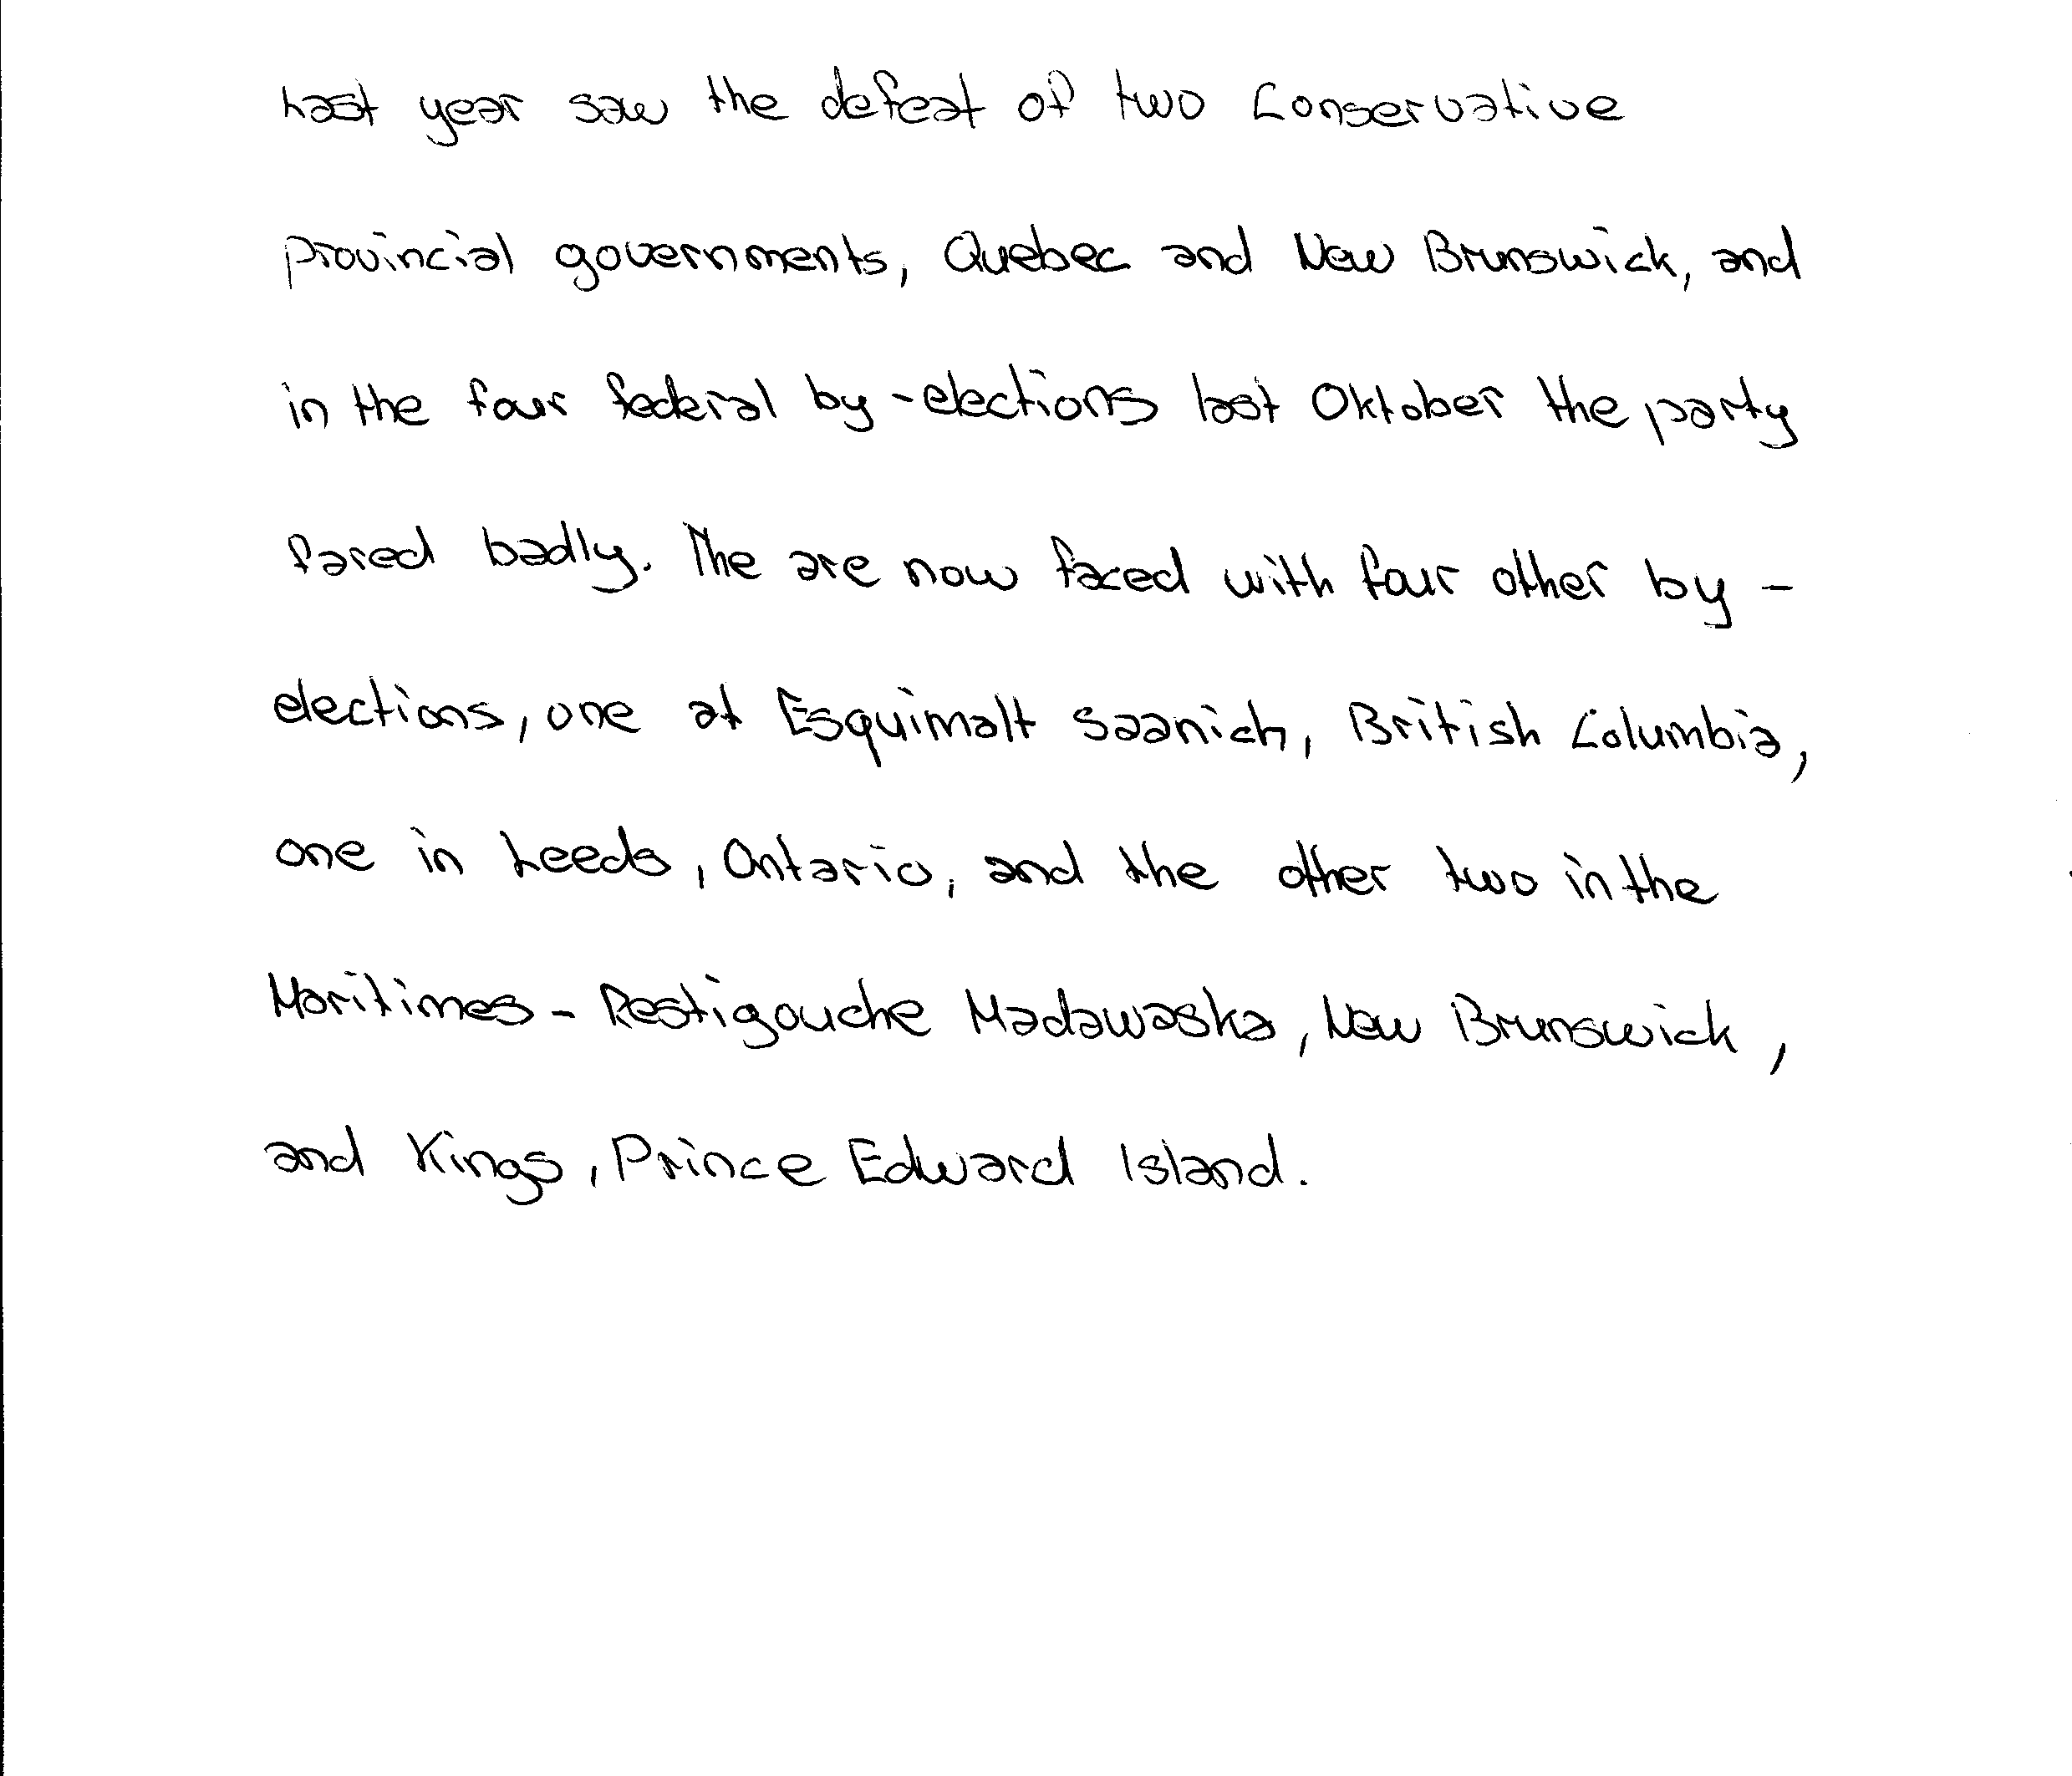 Last year saw the defeat of two Conservative
provincial governments, Quebec and New Brunswick, and
in the four federal by-elections last Oktober the party
fared badly. The are now faced with four other by-
elections, one at Esquimalt Saanich, British Columbia,
one in Leeds, Ontario, and the other two in the
Maritimes - Restigouche Madawaska, New Brunswick,
and Kings, Prince Edward Island.